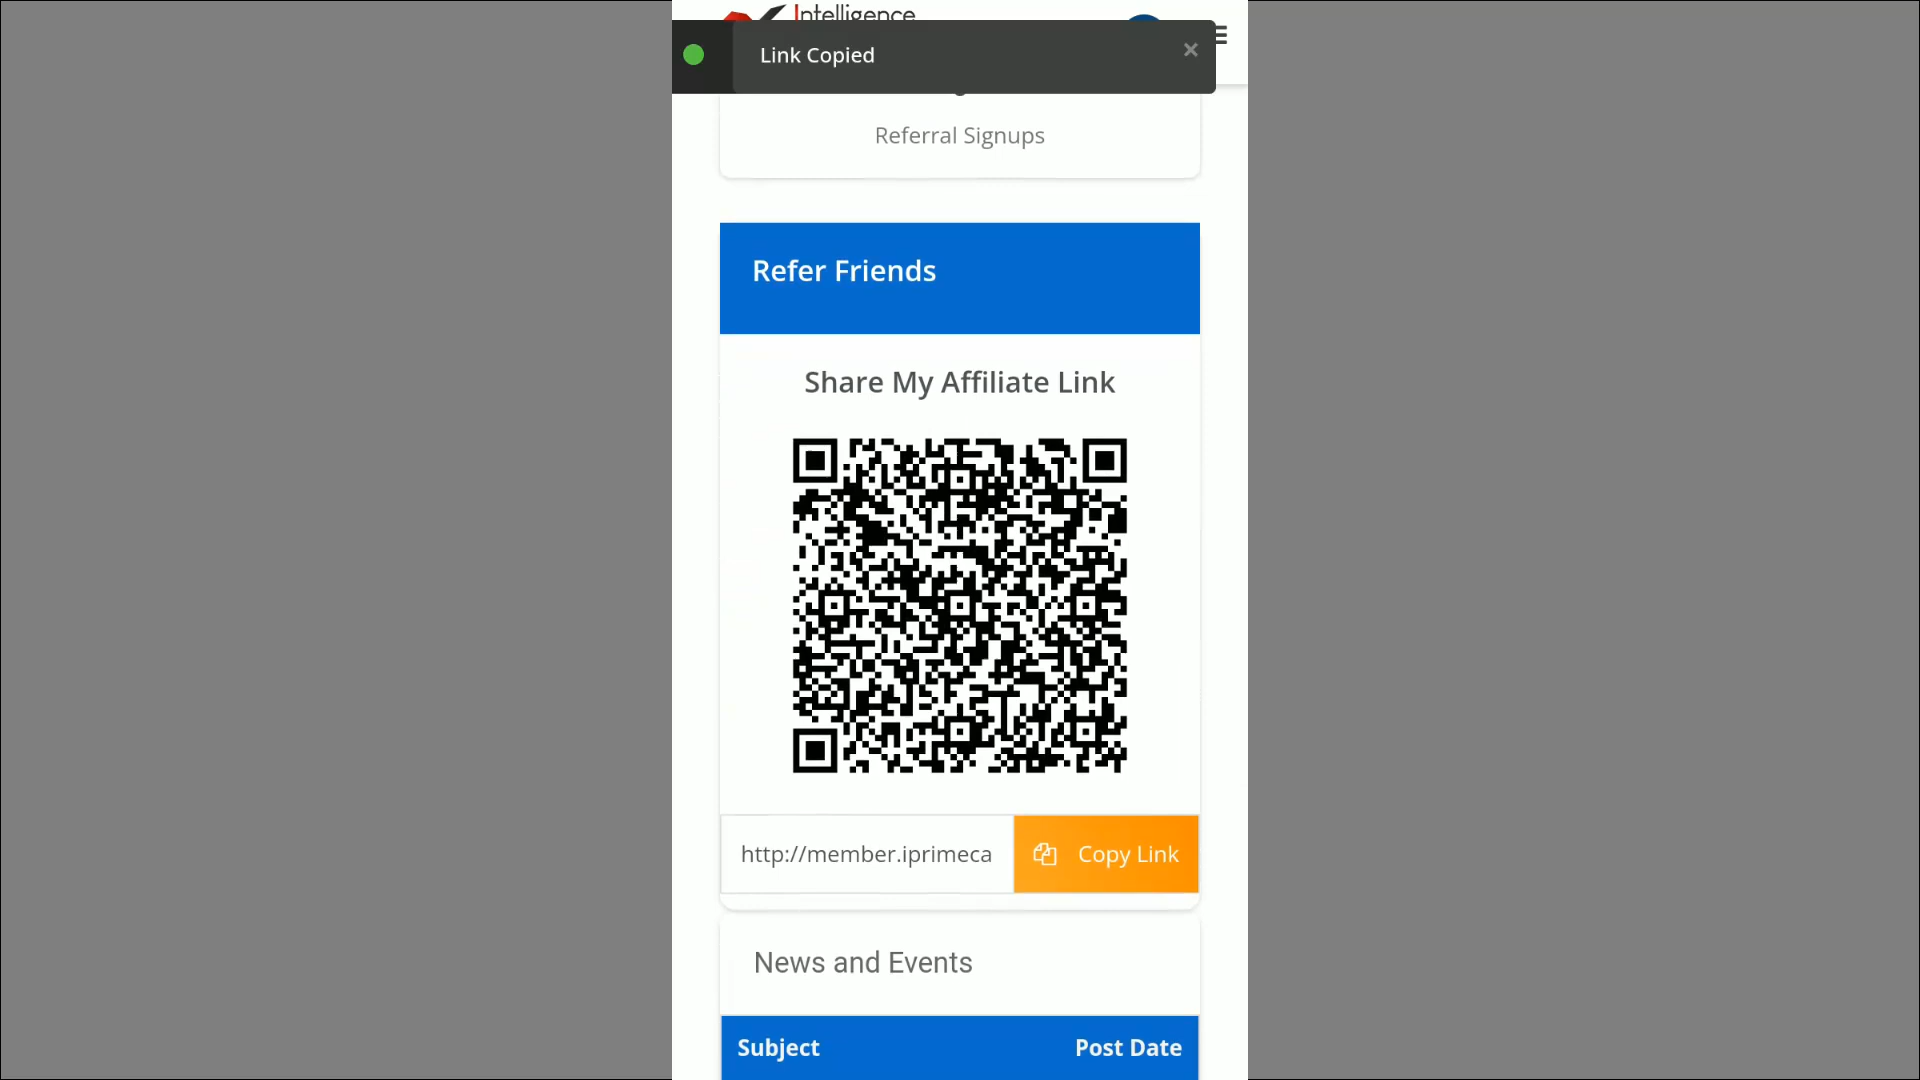 Intelligence
Link Copied
×
Referral Signups
Refer Friends
Share My Affiliate Link
http://member.iprimeca
Copy Link
News and Events
Subject Post Date